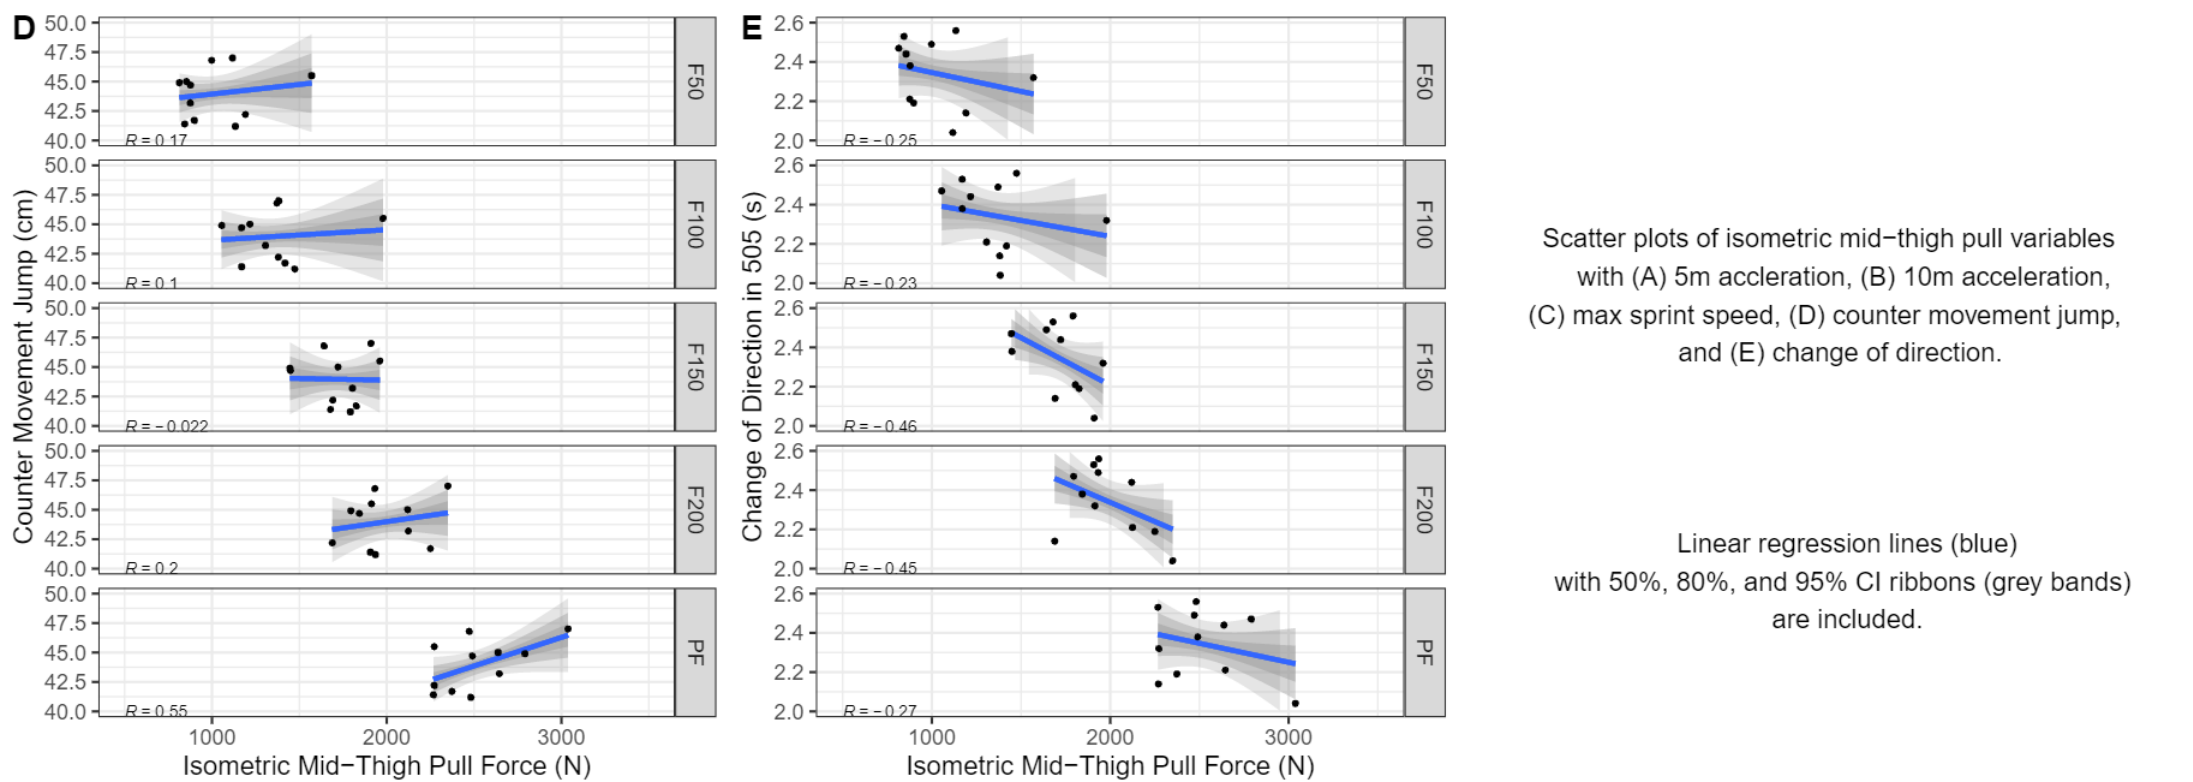 D
Counter Movement Jump (cm)
50.0
47.5
45.0
42.5
40.0
R = 0.17
F50
50.0
47.5
45.0
42.5
40.0
R = 0.1
F100
50.0
47.5
45.0
42.5
40.0
R = −0.022
F150
50.0
47.5
45.0
42.5
40.0
R = 0.2
F200
50.0
47.5
45.0
42.5
40.0
R = 0.55
PF
1000 2000 3000
Isometric Mid−Thigh Pull Force (N)
E
Change of Direction in 505 (s)
2.6
2.4
2.2
2.0
R = −0.25
F50
2.6
2.4
2.2
2.0
R = −0.23
F100
2.6
2.4
2.2
2.0
R = −0.46
F150
2.6
2.4
2.2
2.0
R = −0.45
F200
2.6
2.4
2.2
2.0
R = −0.27
PF
1000 2000 3000
Isometric Mid−Thigh Pull Force (N)
Scatter plots of isometric mid−thigh pull variables
with (A) 5m accleration, (B) 10m acceleration,
(C) max sprint speed, (D) counter movement jump,
and (E) change of direction.
Linear regression lines (blue)
with 50%, 80%, and 95% CI ribbons (grey bands)
are included.